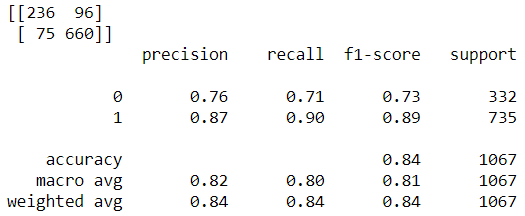 [[236  96]
 [ 75 660]]
              precision    recall  f1-score   support

           0       0.76      0.71      0.73       332
           1       0.87      0.90      0.89       735

    accuracy                           0.84      1067
   macro avg       0.82      0.80      0.81      1067
weighted avg       0.84      0.84      0.84      1067